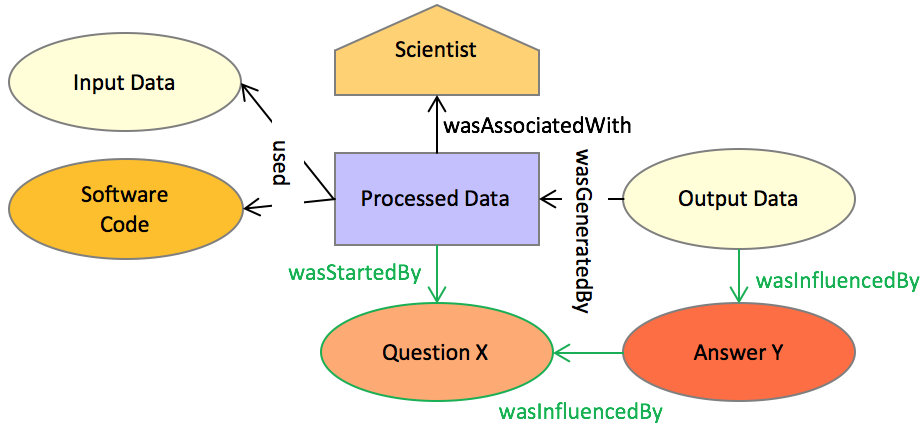 Scientist
Input Data
wasAssociatedWith
used
Software
Code
Processed Data
wasGeneratedBy
Output Data
wasStartedBy
wasInfluencedBy
Question X
Answer Y
wasInfluencedBy